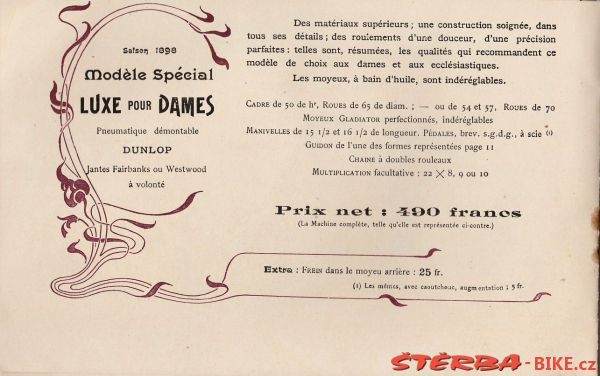 Saison 1898
Modèle Spécial
LUXE POUR DAMES
Pneumatique démontable
DUNLOP
Jantes Fairbanks ou Westwood
à volonté
Des matériaux supérieurs ; une construction soignée, dans
tous ses détails ; des roulements d'une douceur, d'une précision
parfaites : telles sont, résumées, les qualités qui recommandent ce
modèle de choix aux dames et aux ecclésiastiques.
Les moyeux, à bain d'huile, sont indéréglables.
CADRE de 50 de hr, ROUES de 65 de diam. ; — ou de 54 et 57, ROUES de 70
MOYEUX GLADIATOR perfectionnés, indéréglables
MANIVELLES de 15 1/2 et 16 1/2 de longueur. PÉDALES, brev. s.g.d.g., à scie (1)
GUIDON de l'une des formes représentées page 11
CHAINE à doubles rouleaux
MULTIPLICATION facultative : 22 × 8, 9 ou 10
Prix net : 490 francs
(La Machine complète, telle qu'elle est représentée ci-contre.)
Extra : FREIN dans le moyeu arrière : 25 fr.
(1) Les mêmes, avec caoutchouc, augmentation : 5 fr.
ŠTĚRBA-BIKE.cz